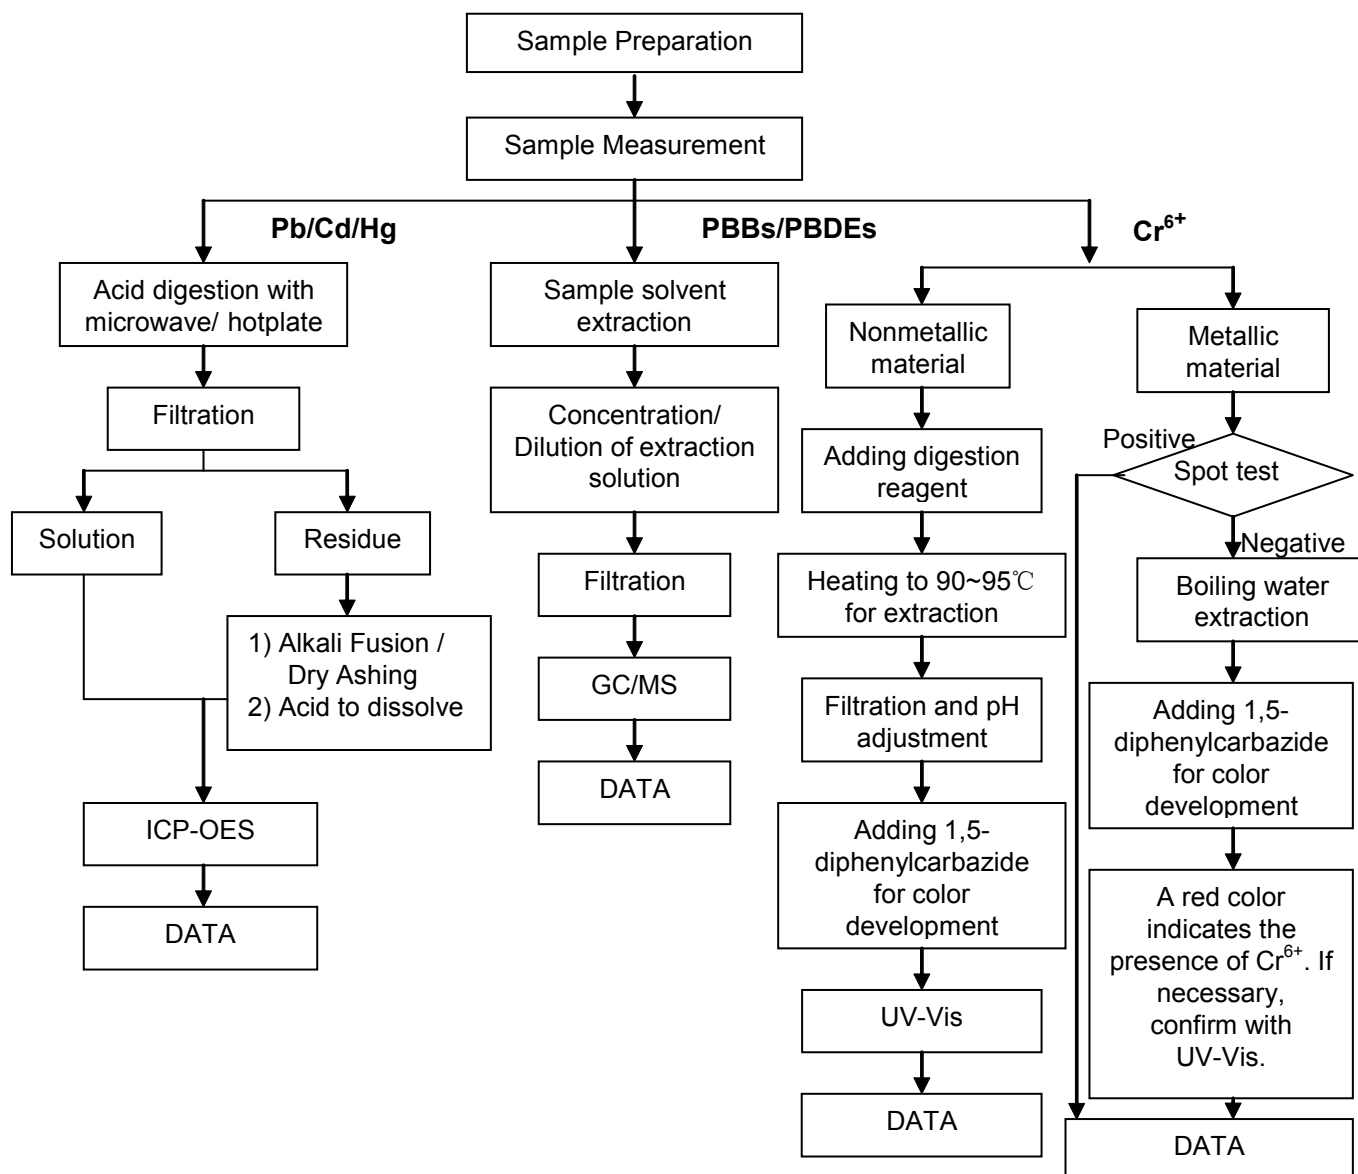 Sample Preparation
Sample Measurement
Pb/Cd/Hg
PBBs/PBDEs
Cr⁶⁺
Acid digestion with
microwave/ hotplate
Filtration
Solution
Residue
1) Alkali Fusion /
Dry Ashing
2) Acid to dissolve
ICP-OES
DATA
Sample solvent
extraction
Concentration/
Dilution of extraction
solution
Filtration
GC/MS
DATA
Nonmetallic
material
Adding digestion
reagent
Heating to 90~95℃
for extraction
Filtration and pH
adjustment
Adding 1,5-
diphenylcarbazide
for color
development
UV-Vis
DATA
Metallic
material
Positive
Spot test
Negative
Boiling water
extraction
Adding 1,5-
diphenylcarbazide
for color
development
A red color
indicates the
presence of Cr⁶⁺. If
necessary,
confirm with
UV-Vis.
DATA